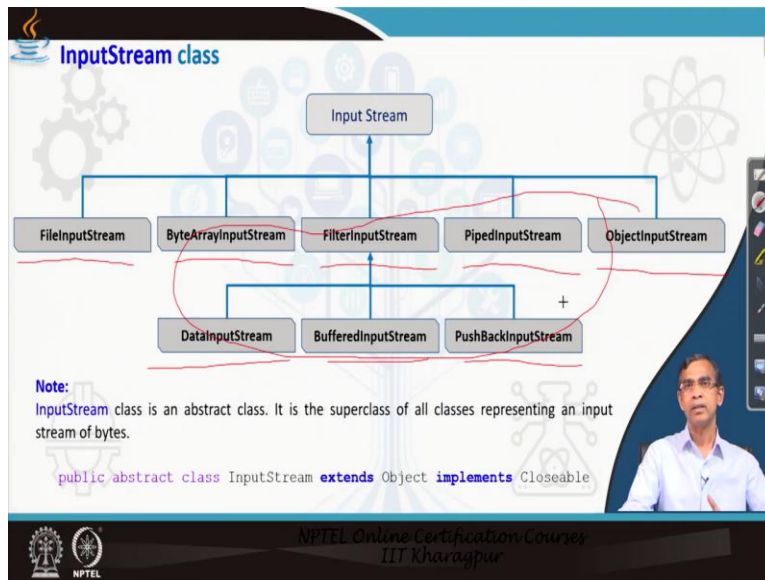 InputStream class
Input Stream
FileInputStream ByteArrayInputStream FilterInputStream PipedInputStream ObjectInputStream
DataInputStream BufferedInputStream PushBackInputStream
Note:
InputStream class is an abstract class. It is the superclass of all classes representing an input
stream of bytes.
public abstract class InputStream extends Object implements Closeable
NPTEL Online Certification Courses
IIT Kharagpur
NPTEL